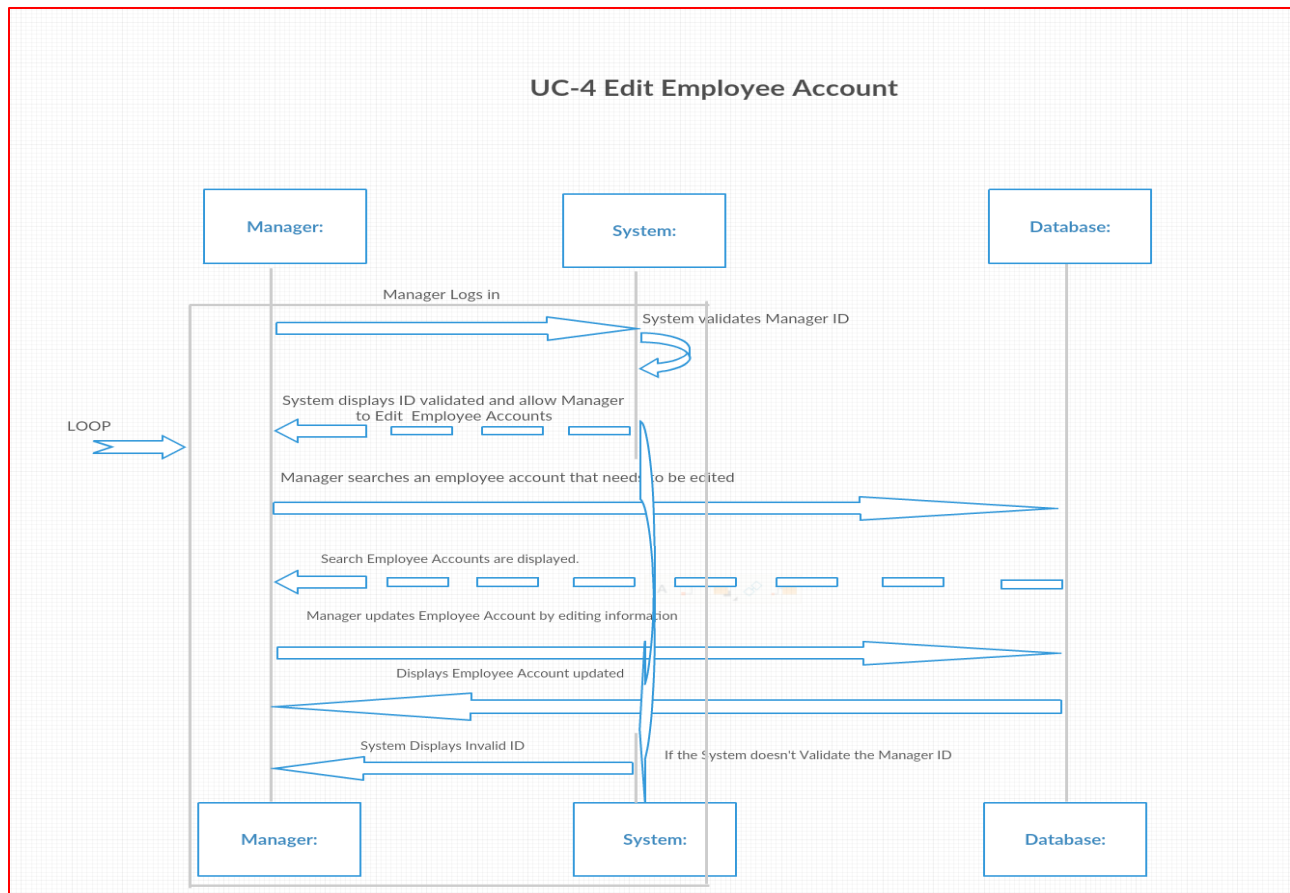 UC-4 Edit Employee Account
Manager:
System:
Database:
Manager Logs in
System validates Manager ID
System displays ID validated and allow Manager
to Edit Employee Accounts
LOOP
Manager searches an employee account that needs to be edited
Search Employee Accounts are displayed.
Manager updates Employee Account by editing information
Displays Employee Account updated
System Displays Invalid ID
If the System doesn't Validate the Manager ID
Manager:
System:
Database: